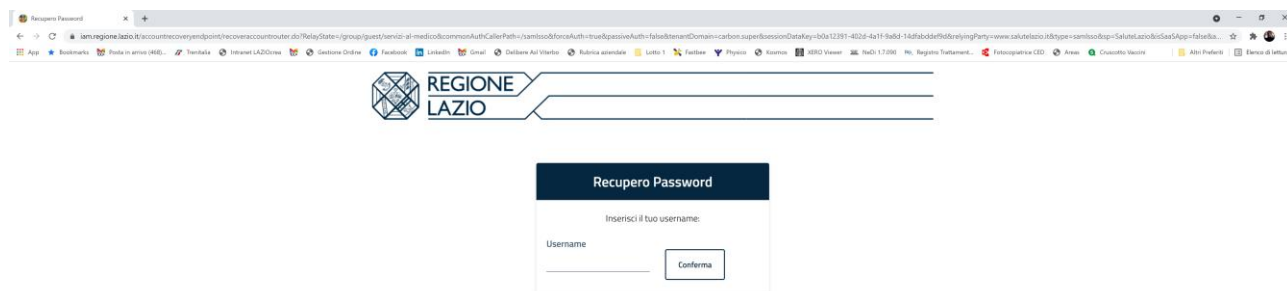 Recupero Password
iam.regione.lazio.it/accountrecoveryendpoint/recoveraccountrouter.do?RelayState=/group/guest/servizi-al-medico&commonAuthCallerPath=/samlsso&forceAuth=true&passiveAuth=false&tenantDomain=carbon.super&sessionDataKey=b0a12391-402d-4a1f-9a8d-14dfabddef9d&relyingParty=www.salutelazio.it&type=samlsso&sp=SaluteLazio&isSaaSApp=false&a...
App Bookmarks Posta in arrivo (468)... Trenitalia Intranet LAZIOcrea Gestione Ordine Facebook LinkedIn Gmail Delibere Asl Viterbo Rubrica aziendale Lotto 1 Fastbee Physico Kosmos XERO Viewer NeDi 1.7.090 Registro Trattament... Fotocopiatrice CED Areas Cruscotto Vaccini Altri Preferiti Elenco di lettura
REGIONE
LAZIO
Recupero Password
Inserisci il tuo username:
Username
Conferma